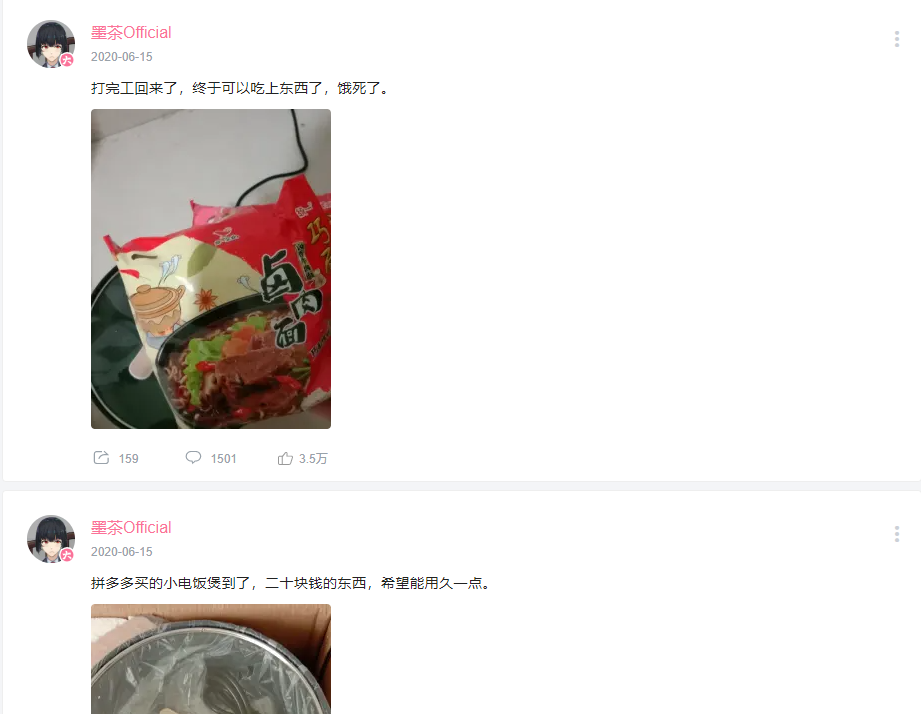 墨茶Official
2020-06-15
打完工回来了，终于可以吃上东西了，饿死了。
卤肉面
159
1501
3.5万
墨茶Official
2020-06-15
拼多多买的小电饭煲到了，二十块钱的东西，希望能用久一点。